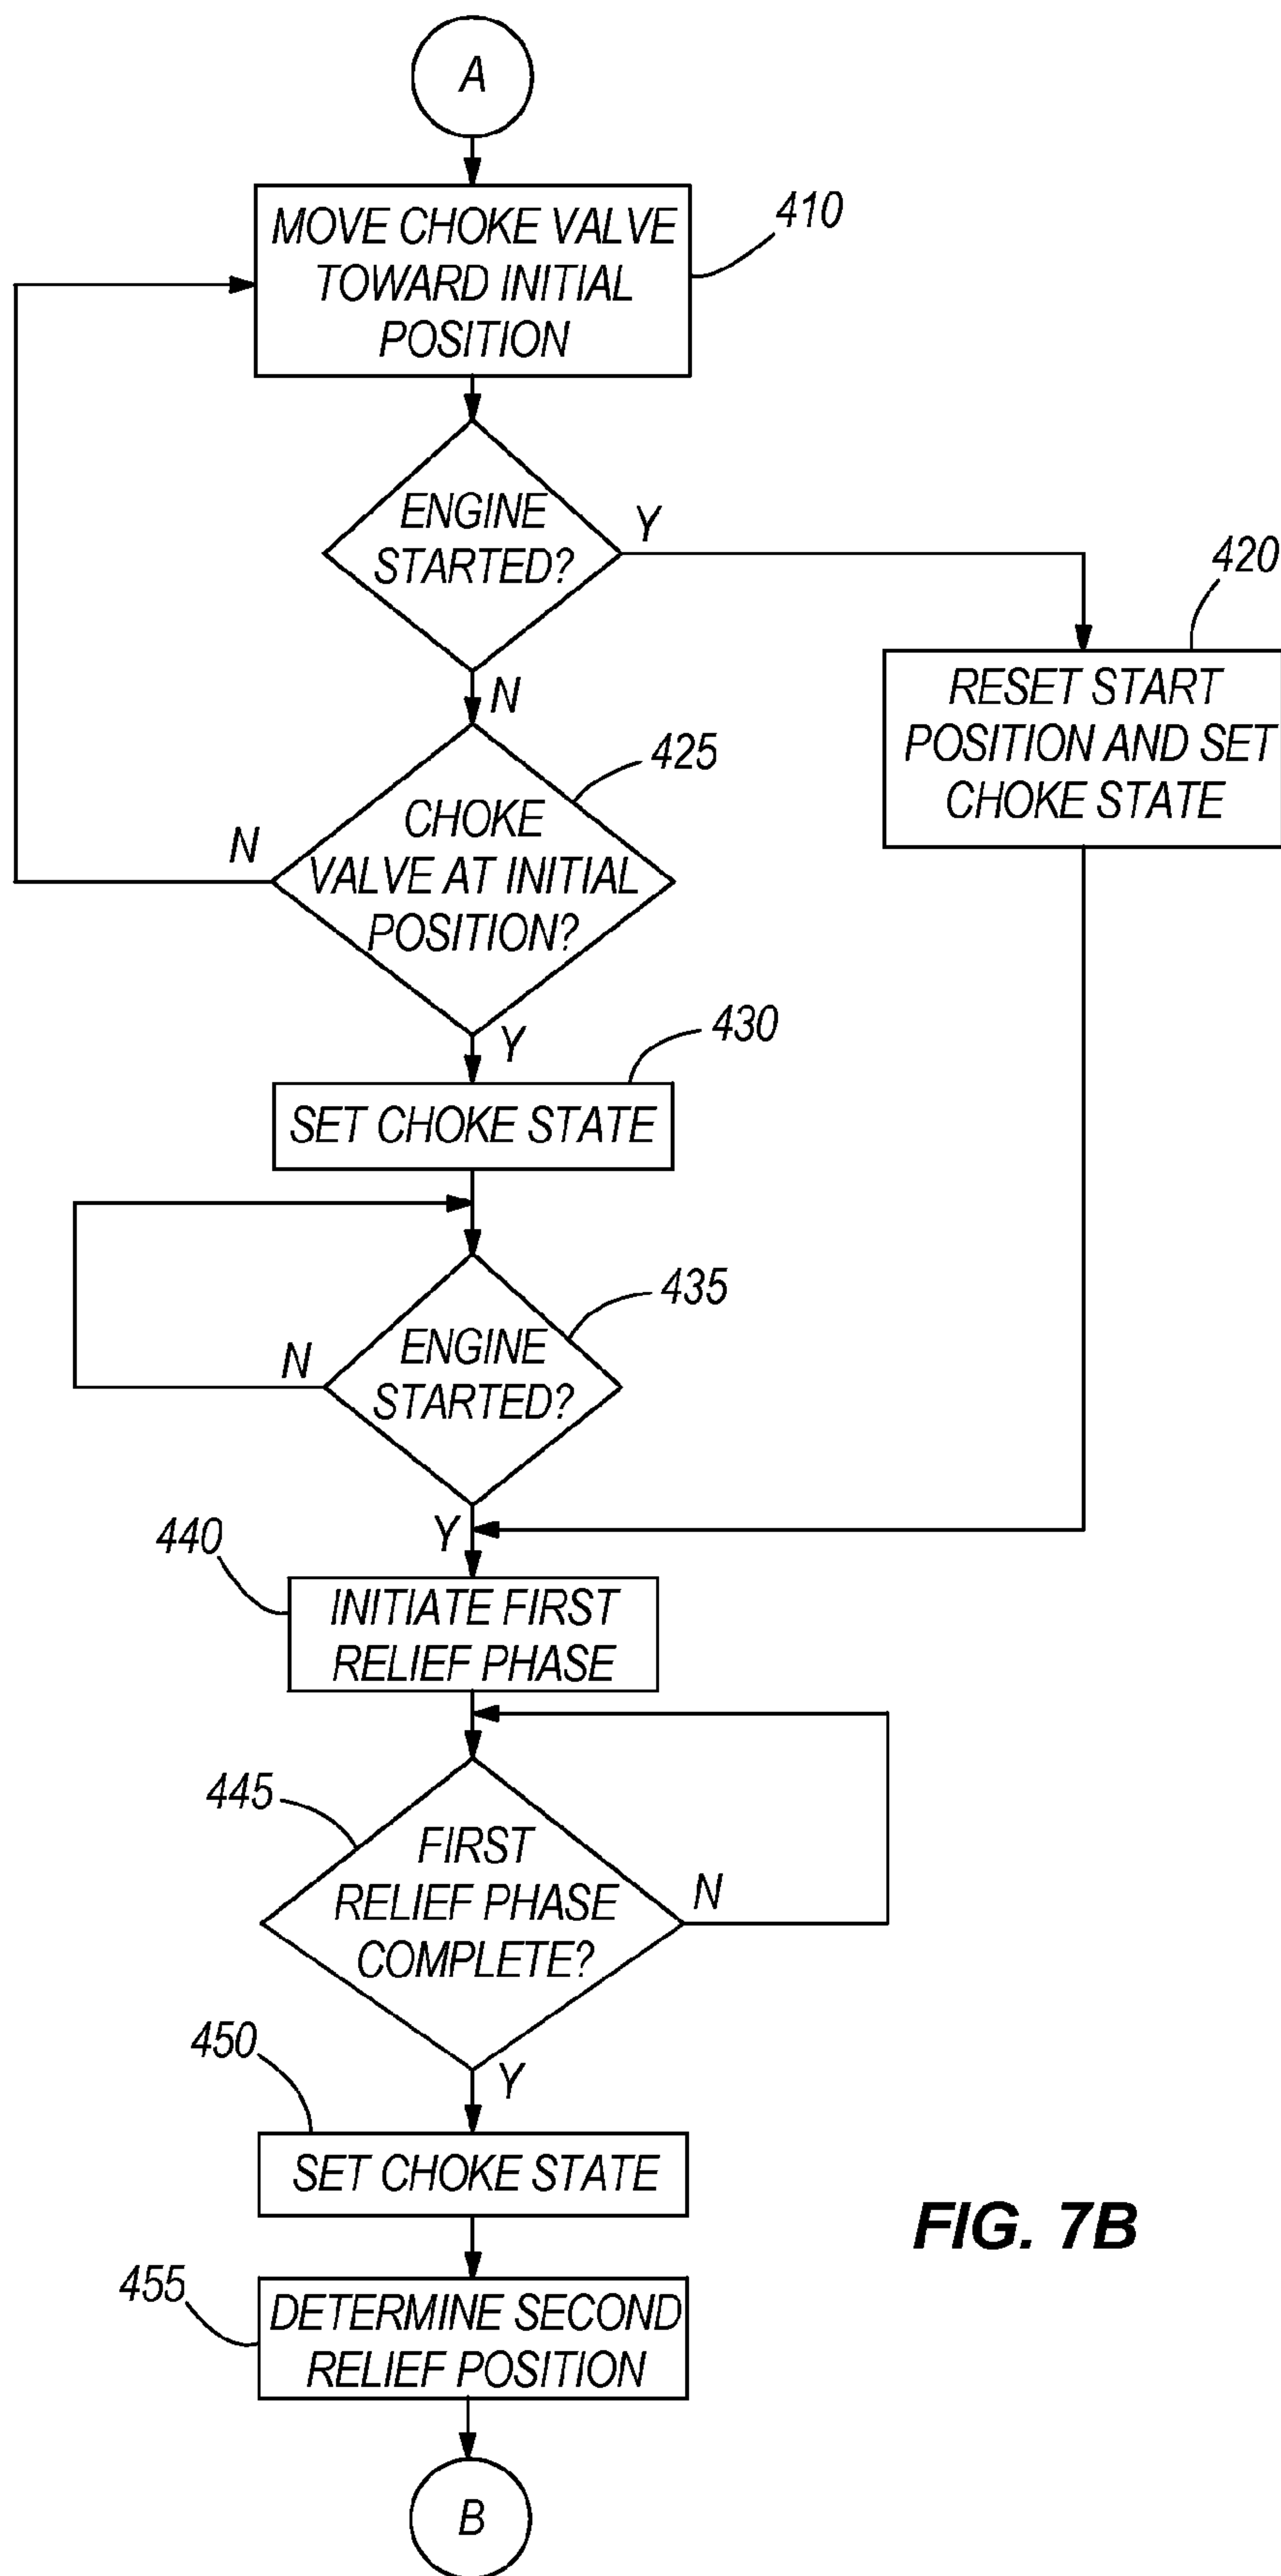 A
MOVE CHOKE VALVE
TOWARD INITIAL
POSITION
410
ENGINE
STARTED?
Y
N
420
RESET START
POSITION AND SET
CHOKE STATE
425
CHOKE
VALVE AT INITIAL
POSITION?
N
Y
430
SET CHOKE STATE
435
ENGINE
STARTED?
N
Y
440
INITIATE FIRST
RELIEF PHASE
445
FIRST
RELIEF PHASE
COMPLETE?
N
Y
450
SET CHOKE STATE
FIG. 7B
455
DETERMINE SECOND
RELIEF POSITION
B